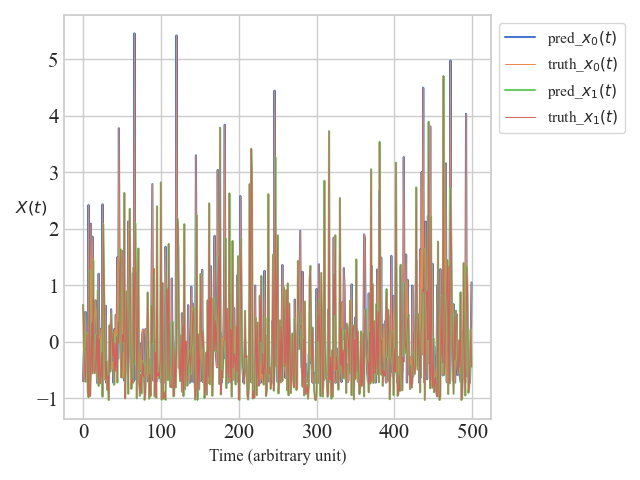 5
4
3
2
1
0
−1
X(t)
0 100 200 300 400 500
Time (arbitrary unit)
pred_x₀(t)
truth_x₀(t)
pred_x₁(t)
truth_x₁(t)